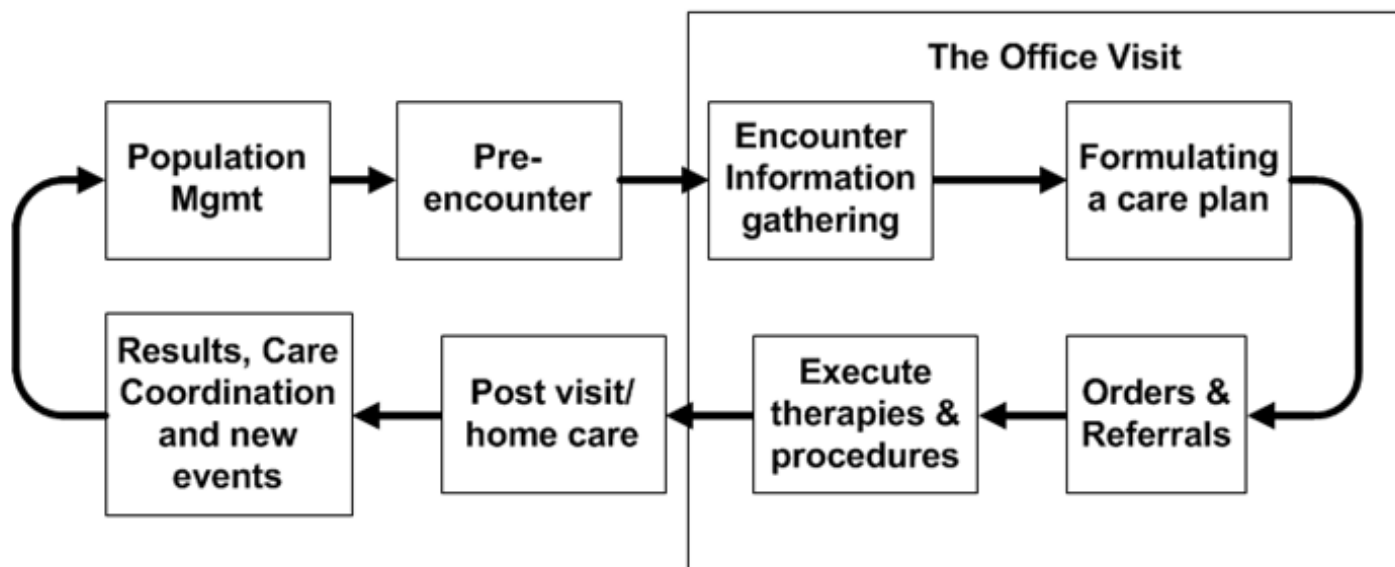 The Office Visit
Population
Mgmt
Pre-
encounter
Encounter
Information
gathering
Formulating
a care plan
Results, Care
Coordination
and new
events
Post visit/
home care
Execute
therapies &
procedures
Orders &
Referrals